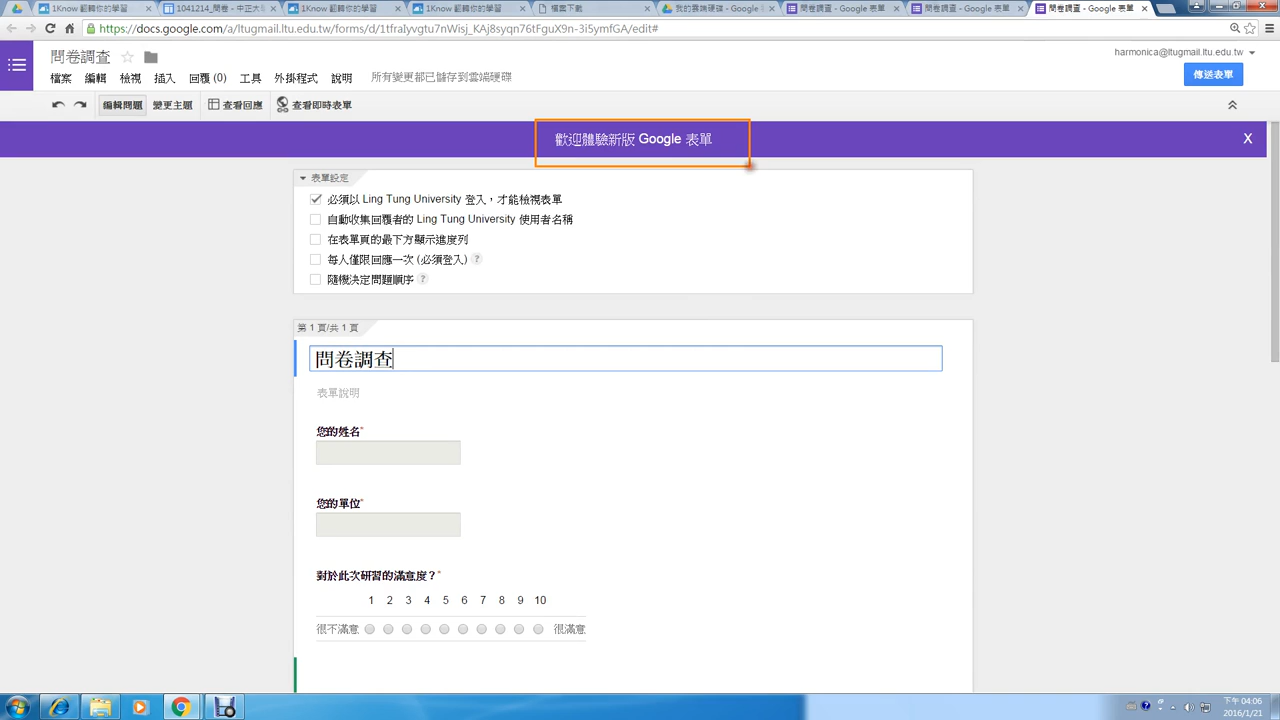 1Know 翻轉你的學習
1041214_問卷 - 中正大
1Know 翻轉你的學習
1Know 翻轉你的學習
檔案下載
我的雲端硬碟 - Google
問卷調查 - Google 表單
問卷調查 - Google 表單
問卷調查 - Google 表單
https://docs.google.com/a/ltugmail.ltu.edu.tw/forms/d/1tfraIyvgtu7nWisj_KAj8syqn76tFguX9n-3i5ymfGA/edit#
問卷調查
harmonica@ltugmail.ltu.edu.tw
檔案 編輯 檢視 插入 回覆 (0) 工具 外掛程式 說明 所有變更都已儲存到雲端硬碟
傳送表單
編輯問題 變更主題 查看回應 查看即時表單
歡迎體驗新版 Google 表單 X
表單設定
必須以 Ling Tung University 登入，才能檢視表單
自動收集回覆者的 Ling Tung University 使用者名稱
在表單頁的最下方顯示進度列
每人僅限回應一次 (必須登入) ?
隨機決定問題順序 ?
第 1 頁/共 1 頁
問卷調查
表單說明
您的姓名*
您的單位*
對於此次研習的滿意度？*
1 2 3 4 5 6 7 8 9 10
很不滿意 很滿意
下午 04:06
2016/1/21